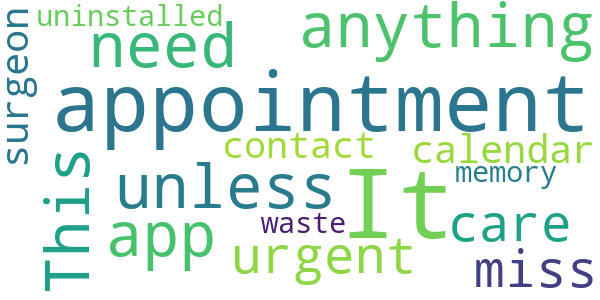 uninstalled
surgeon
need
anything
appointment
This
contact
calendar
unless
It
memory
app
waste
care
urgent
miss